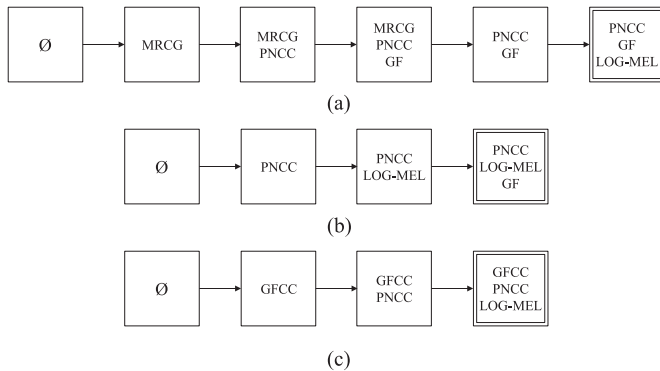 Ø
MRCG
MRCG
PNCC
MRCG
PNCC
GF
PNCC
GF
PNCC
GF
LOG-MEL
(a)
Ø
PNCC
PNCC
LOG-MEL
PNCC
LOG-MEL
GF
(b)
Ø
GFCC
GFCC
PNCC
GFCC
PNCC
LOG-MEL
(c)